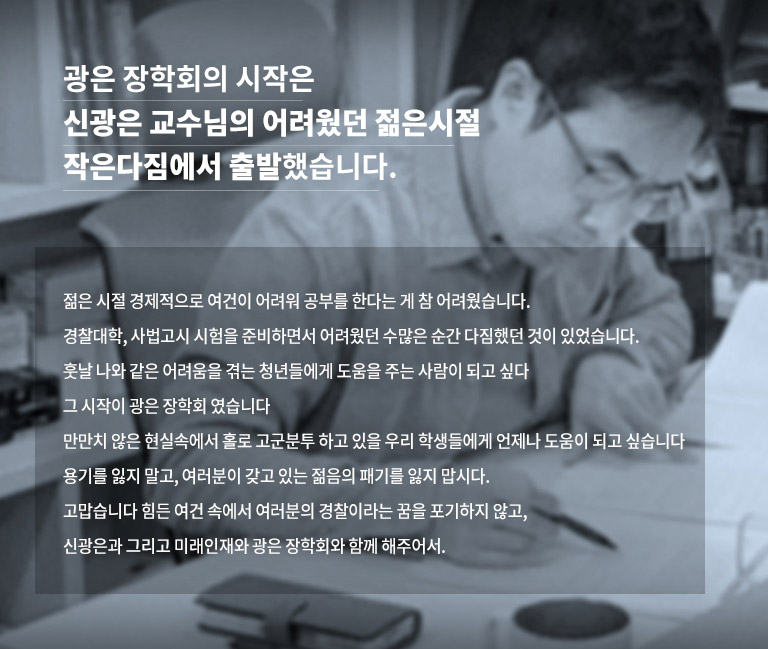 광은 장학회의 시작은
신광은 교수님의 어려웠던 젊은시절
작은다짐에서 출발했습니다.
젊은 시절 경제적으로 여건이 어려워 공부를 한다는 게 참 어려웠습니다.
경찰대학, 사법고시 시험을 준비하면서 어려웠던 수많은 순간 다짐했던 것이 있었습니다.
훗날 나와 같은 어려움을 겪는 청년들에게 도움을 주는 사람이 되고 싶다
그 시작이 광은 장학회 였습니다
만만치 않은 현실속에서 홀로 고군분투 하고 있을 우리 학생들에게 언제나 도움이 되고 싶습니다
용기를 잃지 말고, 여러분이 갖고 있는 젊음의 패기를 잃지 맙시다.
고맙습니다 힘든 여건 속에서 여러분의 경찰이라는 꿈을 포기하지 않고,
신광은과 그리고 미래인재와 광은 장학회와 함께 해주어서.